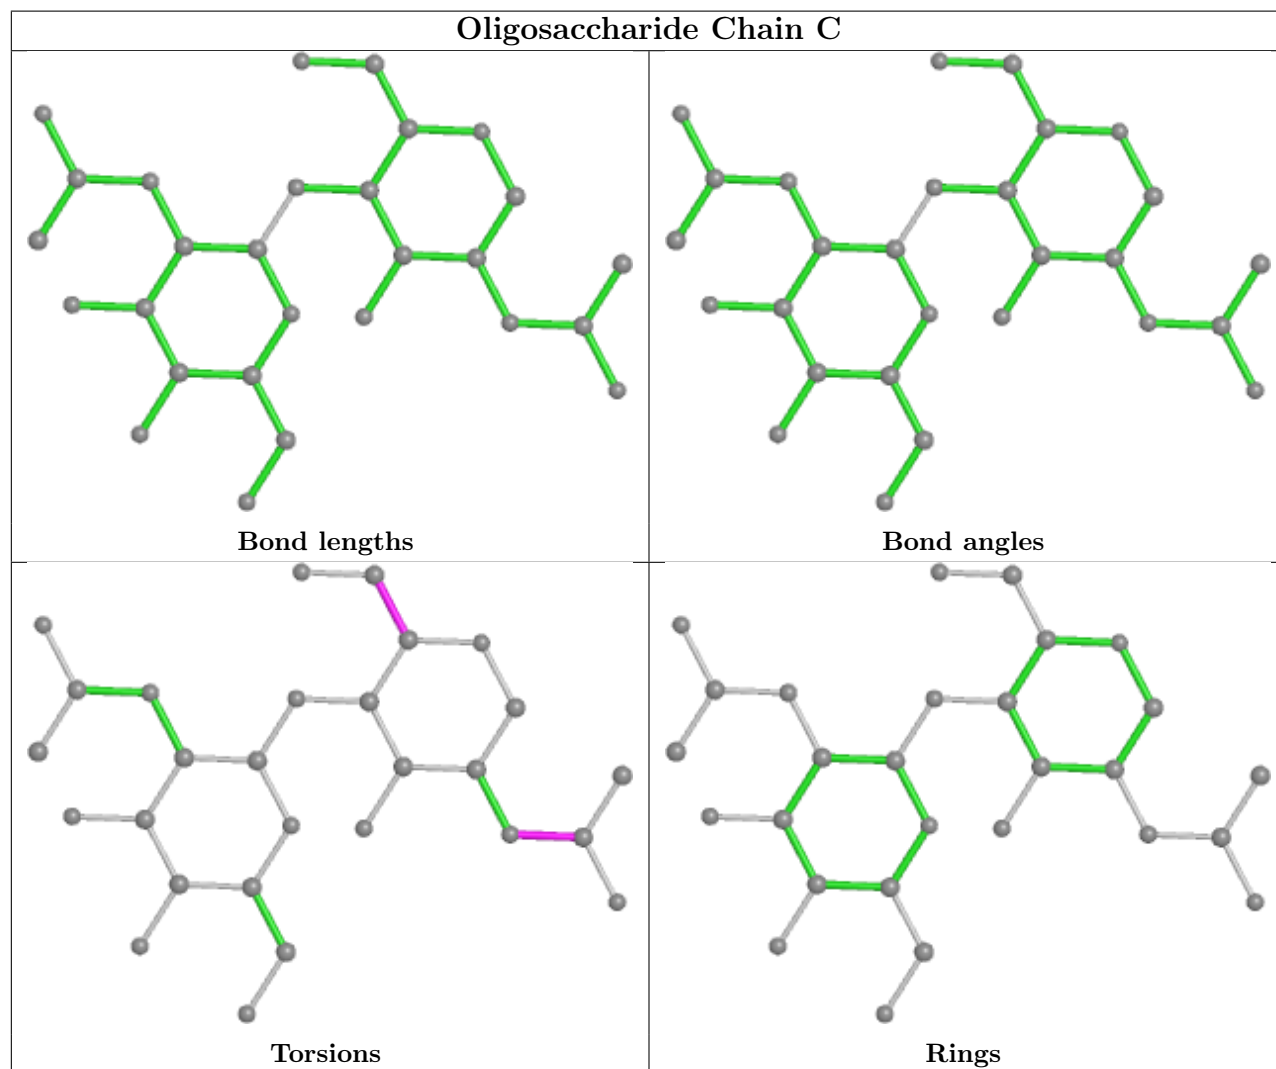 Oligosaccharide Chain C
Bond lengths
Bond angles
Torsions
Rings